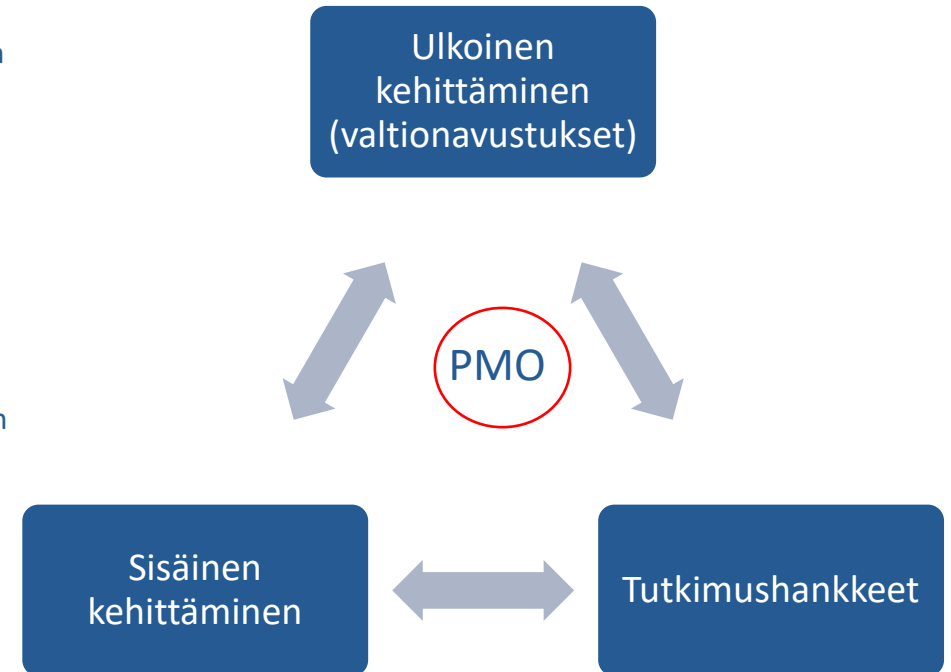 Ulkoinen
kehittäminen
(valtionavustukset)
PMO
Sisäinen
kehittäminen
Tutkimushankkeet